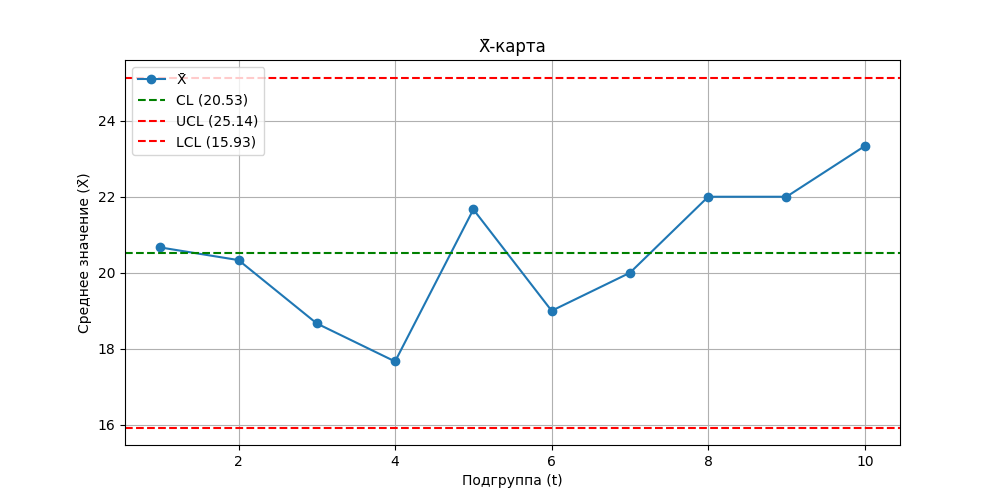 X̄-карта
X̄
CL (20.53)
UCL (25.14)
LCL (15.93)
Среднее значение (X̄)
24
22
20
18
16
2 4 6 8 10
Подгруппа (t)